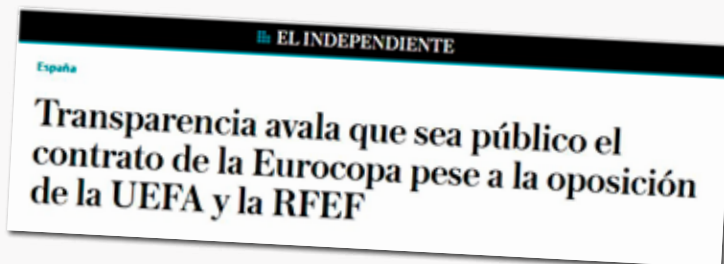 EL INDEPENDIENTE
España
Transparencia avala que sea público el
contrato de la Eurocopa pese a la oposición
de la UEFA y la RFEF